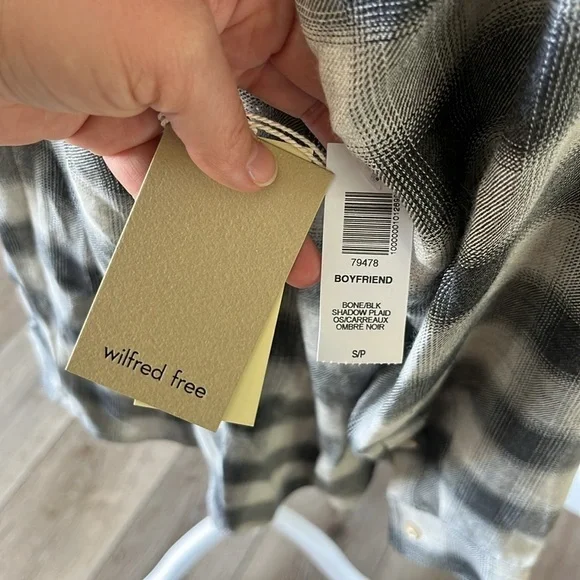 wilfred free
79478
BOYFRIEND
BONE/BLK
SHADOW PLAID
OS/CARREAUX
OMBRÉ NOIR
S/P